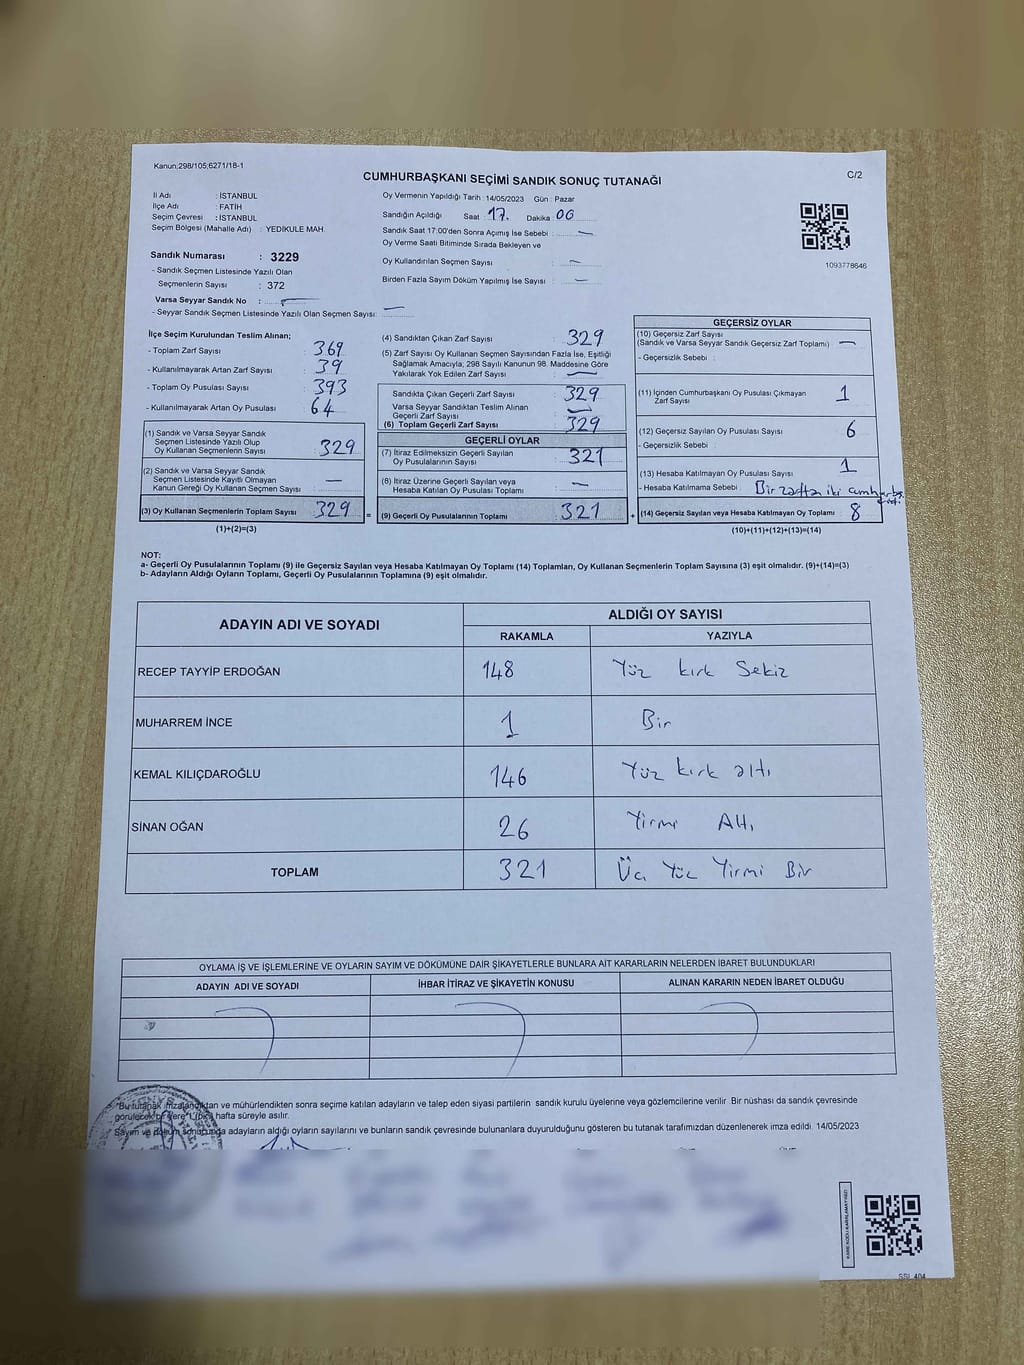 Kanun;298/105;6271/18-1
CUMHURBAŞKANI SEÇİMİ SANDIK SONUÇ TUTANAĞI
C/2
İl Adı : İSTANBUL
İlçe Adı : FATİH
Seçim Çevresi : İSTANBUL
Seçim Bölgesi (Mahalle Adı) : YEDIKULE MAH.
Sandık Numarası : 3229
- Sandık Seçmen Listesinde Yazılı Olan
Seçmenlerin Sayısı : 372
Varsa Seyyar Sandık No :
- Seyyar Sandık Seçmen Listesinde Yazılı Olan Seçmen Sayısı: —
Oy Vermenin Yapıldığı Tarih : 14/05/2023 Gün : Pazar
Sandığın Açıldığı Saat : 17. Dakika : 00
Sandık Saat 17:00'den Sonra Açımış İse Sebebi : —
Oy Verme Saati Bitiminde Sırada Bekleyen ve
Oy Kullandırılan Seçmen Sayısı : —
Birden Fazla Sayım Döküm Yapılmış İse Sayısı : —
1093778646
İlçe Seçim Kurulundan Teslim Alınan;
- Toplam Zarf Sayısı : 369
- Kullanılmayarak Artan Zarf Sayısı : 39
- Toplam Oy Pusulası Sayısı : 393
- Kullanılmayarak Artan Oy Pusulası : 64
(1) Sandık ve Varsa Seyyar Sandık
Seçmen Listesinde Yazılı Olup
Oy Kullanan Seçmenlerin Sayısı : 329
(2) Sandık ve Varsa Seyyar Sandık
Seçmen Listesinde Kayıtlı Olmayan
Kanun Gereği Oy Kullanan Seçmen Sayısı : —
(3) Oy Kullanan Seçmenlerin Toplam Sayısı : 329 =
(1)+(2)=(3)
(4) Sandıktan Çıkan Zarf Sayısı : 329
(5) Zarf Sayısı Oy Kullanan Seçmen Sayısından Fazla İse, Eşitliği
Sağlamak Amacıyla; 298 Sayılı Kanunun 98. Maddesine Göre
Yakılarak Yok Edilen Zarf Sayısı : —
Sandıkta Çıkan Geçerli Zarf Sayısı : 329
Varsa Seyyar Sandıktan Teslim Alınan
Geçerli Zarf Sayısı : —
(6) Toplam Geçerli Zarf Sayısı : 329
GEÇERLİ OYLAR
(7) İtiraz Edilmeksizin Geçerli Sayılan
Oy Pusulalarının Sayısı : 321
(8) İtiraz Üzerine Geçerli Sayılan veya
Hesaba Katılan Oy Pusulası Toplamı : —
(9) Geçerli Oy Pusulalarının Toplamı : 321 +
GEÇERSİZ OYLAR
(10) Geçersiz Zarf Sayısı
(Sandık ve Varsa Seyyar Sandık Geçersiz Zarf Toplamı) : —
- Geçersizlik Sebebi :
(11) İçinden Cumhurbaşkanı Oy Pusulası Çıkmayan
Zarf Sayısı : 1
(12) Geçersiz Sayılan Oy Pusulası Sayısı : 6
- Geçersizlik Sebebi :
(13) Hesaba Katılmayan Oy Pusulası Sayısı : 1
- Hesaba Katılmama Sebebi : Bir zarftan iki cumhurbş.
(14) Geçersiz Sayılan veya Hesaba Katılmayan Oy Toplamı : 8
(10)+(11)+(12)+(13)=(14)
NOT:
a- Geçerli Oy Pusulalarının Toplamı (9) ile Geçersiz Sayılan veya Hesaba Katılmayan Oy Toplamı (14) Toplamları, Oy Kullanan Seçmenlerin Toplam Sayısına (3) eşit olmalıdır. (9)+(14)=(3)
b- Adayların Aldığı Oyların Toplamı, Geçerli Oy Pusulalarının Toplamına (9) eşit olmalıdır.
ADAYIN ADI VE SOYADI ALDIĞI OY SAYISI
RAKAMLA YAZIYLA
RECEP TAYYİP ERDOĞAN 148 Yüz kırk Sekiz
MUHARREM İNCE 1 Bir
KEMAL KILIÇDAROĞLU 146 Yüz kırk altı
SİNAN OĞAN 26 Yirmi Altı
TOPLAM 321 Üç Yüz Yirmi Bir
OYLAMA İŞ VE İŞLEMLERİNE VE OYLARIN SAYIM VE DÖKÜMÜNE DAİR ŞİKAYETLERLE BUNLARA AİT KARARLARIN NELERDEN İBARET BULUNDUKLARI
ADAYIN ADI VE SOYADI İHBAR İTİRAZ VE ŞİKAYETİN KONUSU ALINAN KARARIN NEDEN İBARET OLDUĞU
"Bu tutanak imzalandıktan ve mühürlendikten sonra seçime katılan adayların ve talep eden siyasi partilerin sandık kurulu üyelerine veya gözlemcilerine verilir. Bir nüshası da sandık çevresinde
görülecek bir yere 1 (bir) hafta süreyle asılır.
Sayım ve döküm sonucunda adayların aldığı oyların sayılarını ve bunların sandık çevresinde bulunanlara duyurulduğunu gösteren bu tutanak tarafımızdan düzenlenerek imza edildi. 14/05/2023
KARE KODU KARALAMAYINIZ!
SSL 404